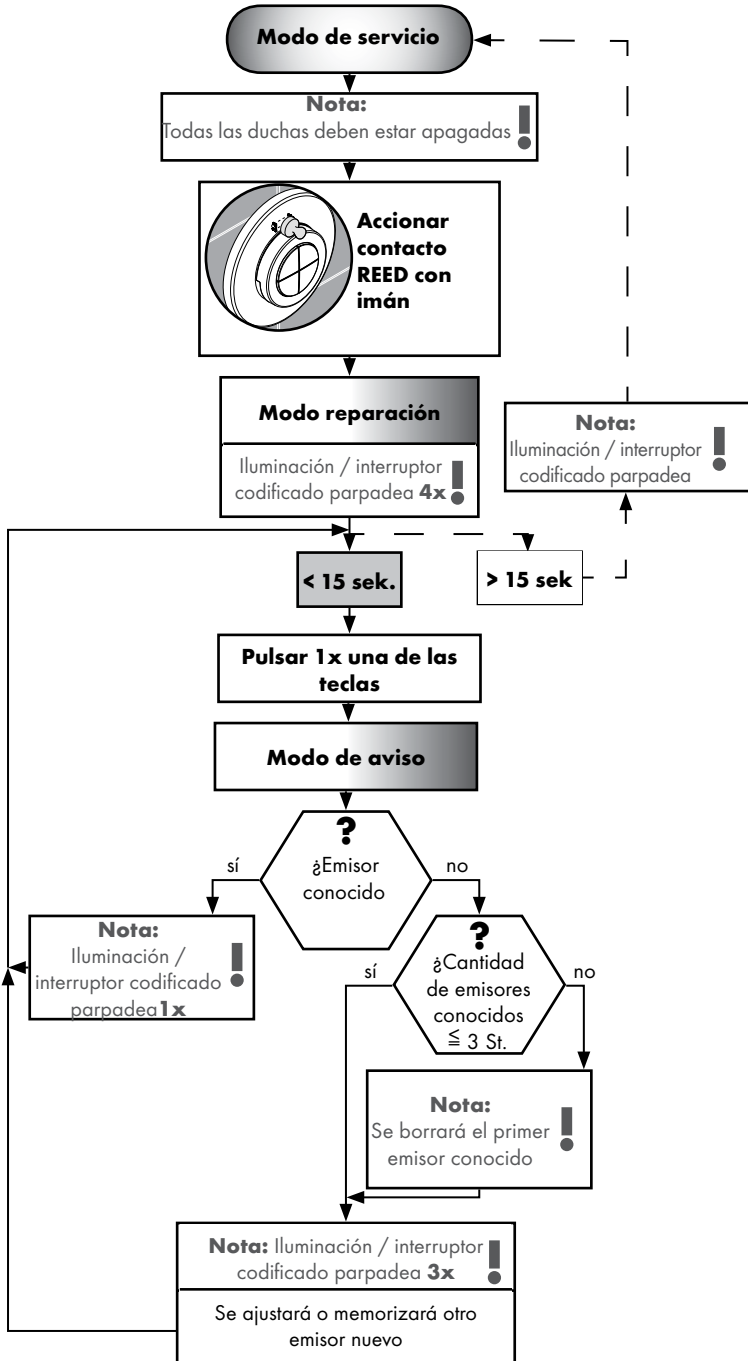 Modo de servicio
Nota:
Todas las duchas deben estar apagadas
Accionar
contacto
REED con
imán
Modo reparación
Iluminación / interruptor
codificado parpadea 4x
Nota:
Iluminación / interruptor
codificado parpadea
< 15 sek.
> 15 sek
Pulsar 1x una de las
teclas
Modo de aviso
?
¿Emisor
conocido
sí
no
Nota:
Iluminación /
interruptor codificado
parpadea 1x
?
¿Cantidad
de emisores
conocidos
≦ 3 St.
sí
no
Nota:
Se borrará el primer
emisor conocido
Nota: Iluminación / interruptor
codificado parpadea 3x
Se ajustará o memorizará otro
emisor nuevo